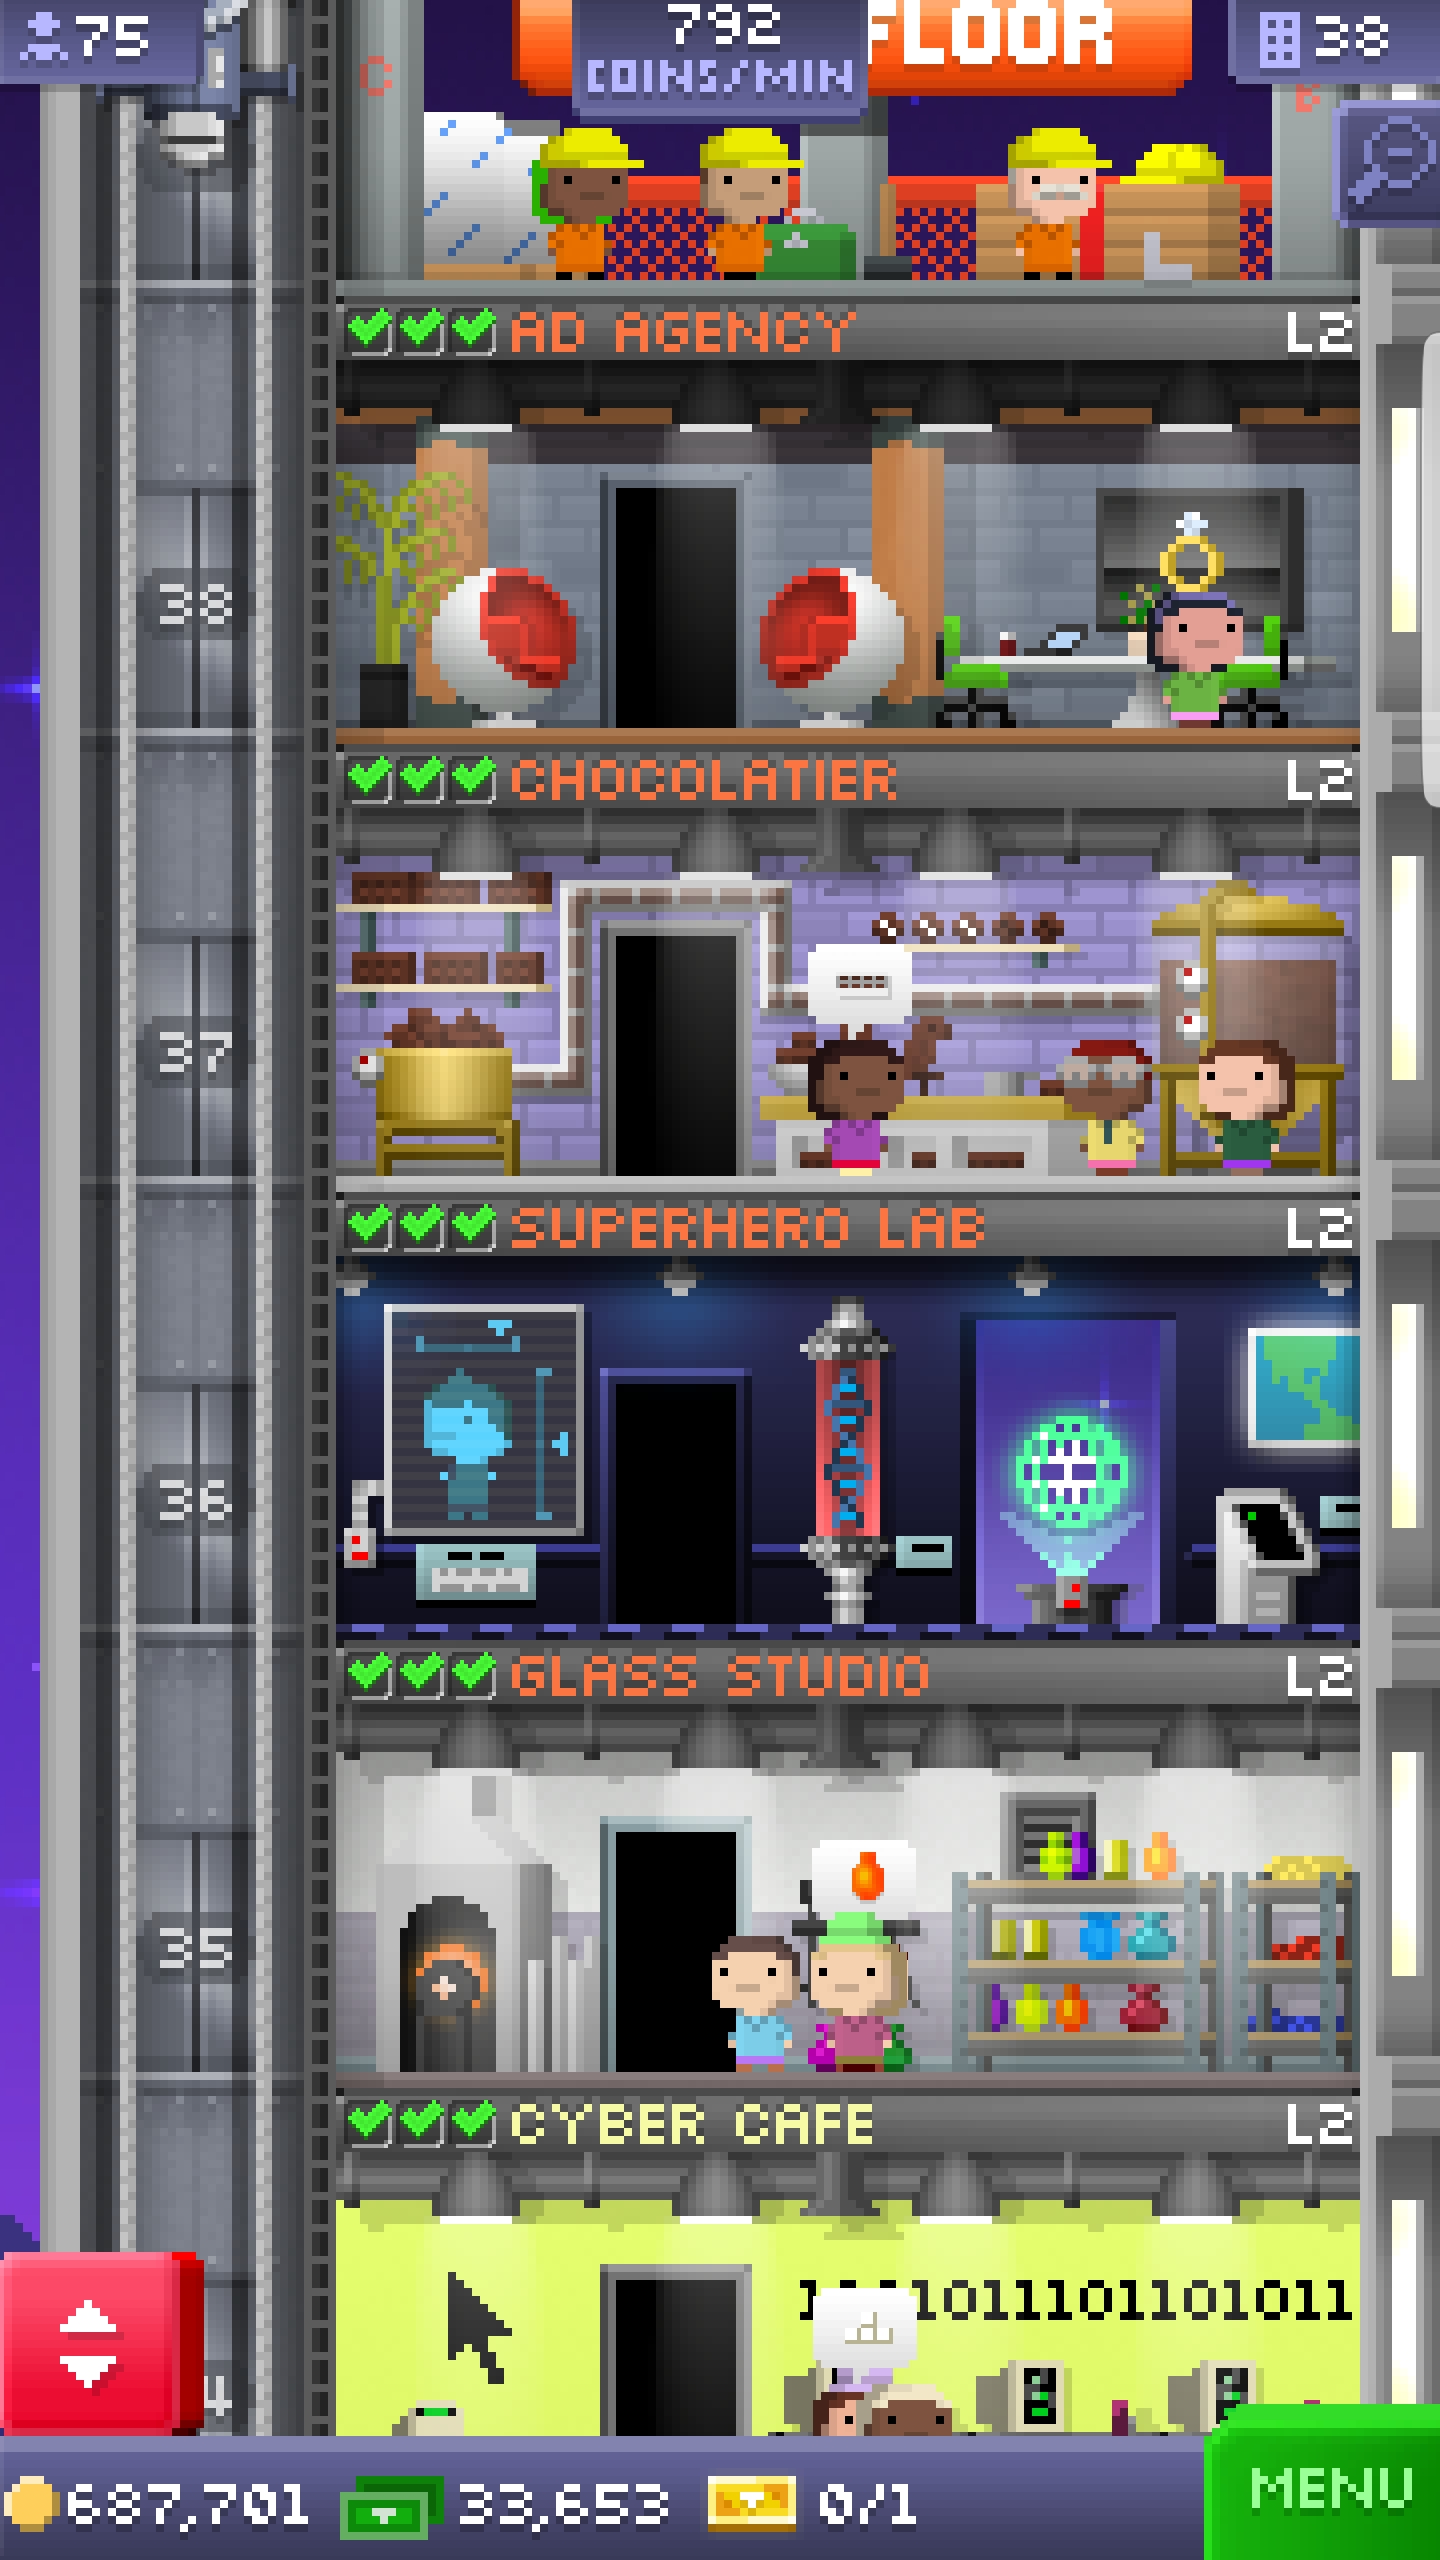 75
792
COINS/MIN
FLOOR
38
AD AGENCY L2
38
CHOCOLATIER L2
37
SUPERHERO LAB L2
36
GLASS STUDIO L2
35
CYBER CAFE L2
1011101101011
4
687,701 33,653 0/1
MENU